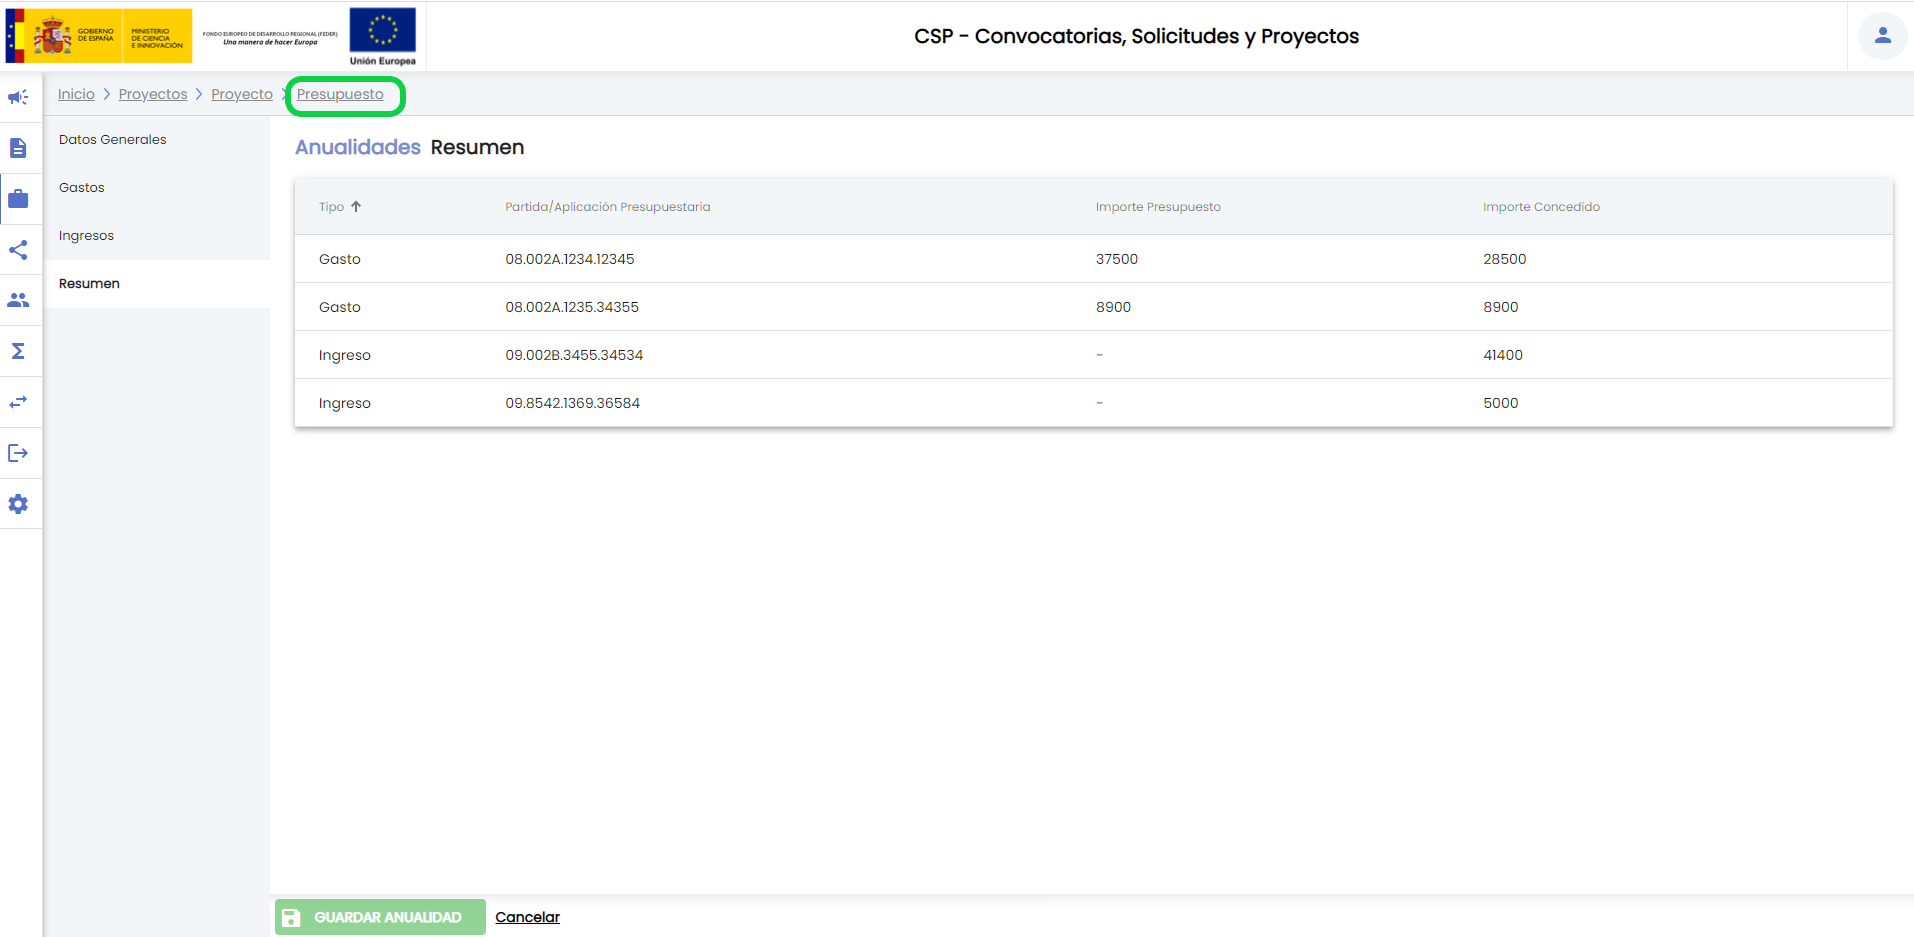 GOBIERNO
DE ESPAÑA
MINISTERIO
DE CIENCIA
E INNOVACIÓN
FONDO EUROPEO DE DESARROLLO REGIONAL (FEDER)
Una manera de hacer Europa
Unión Europea
CSP - Convocatorias, Solicitudes y Proyectos
Inicio > Proyectos > Proyecto > Presupuesto
Datos Generales
Gastos
Ingresos
Resumen
Anualidades Resumen
Tipo ↑ Partida/Aplicación Presupuestaria Importe Presupuesto Importe Concedido
Gasto 08.002A.1234.12345 37500 28500
Gasto 08.002A.1235.34355 8900 8900
Ingreso 09.002B.3455.34534 - 41400
Ingreso 09.8542.1369.36584 - 5000
GUARDAR ANUALIDAD Cancelar